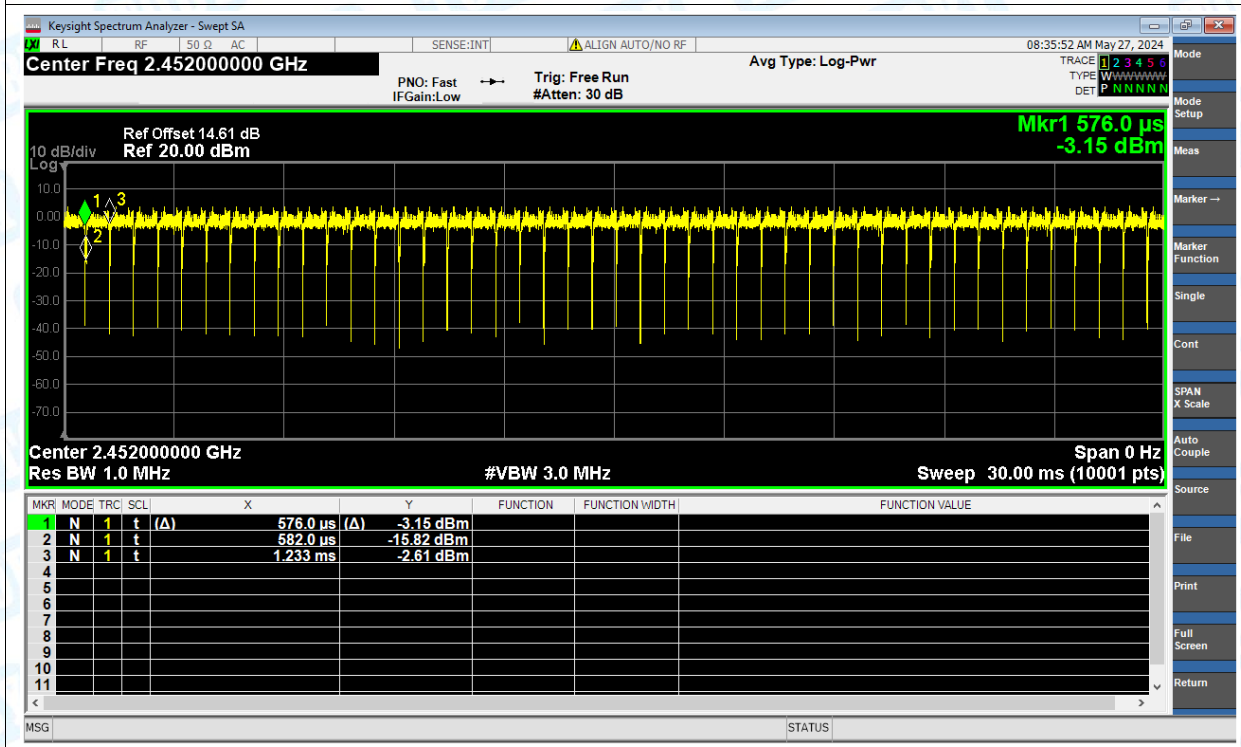 Keysight Spectrum Analyzer - Swept SA
LXI RL RF 50 Ω AC SENSE:INT ALIGN AUTO/NO RF 08:35:52 AM May 27, 2024
Center Freq 2.452000000 GHz
PNO: Fast
IFGain:Low
Trig: Free Run
#Atten: 30 dB
Avg Type: Log-Pwr
TRACE 1 2 3 4 5 6
TYPE W W W W W W
DET P N N N N N
Mkr1 576.0 µs
-3.15 dBm
Ref Offset 14.61 dB
Ref 20.00 dBm
10 dB/div
Log
10.0
0.00
-10.0
-20.0
-30.0
-40.0
-50.0
-60.0
-70.0
1 3
2
Center 2.452000000 GHz Span 0 Hz
Res BW 1.0 MHz #VBW 3.0 MHz Sweep 30.00 ms (10001 pts)
MKR MODE TRC SCL X Y FUNCTION FUNCTION WIDTH FUNCTION VALUE
1 N 1 t (Δ) 576.0 µs (Δ) -3.15 dBm
2 N 1 t 582.0 µs -15.82 dBm
3 N 1 t 1.233 ms -2.61 dBm
4
5
6
7
8
9
10
11
MSG STATUS
Mode
Mode
Setup
Meas
Marker →
Marker
Function
Single
Cont
SPAN
X Scale
Auto
Couple
Source
File
Print
Full
Screen
Return